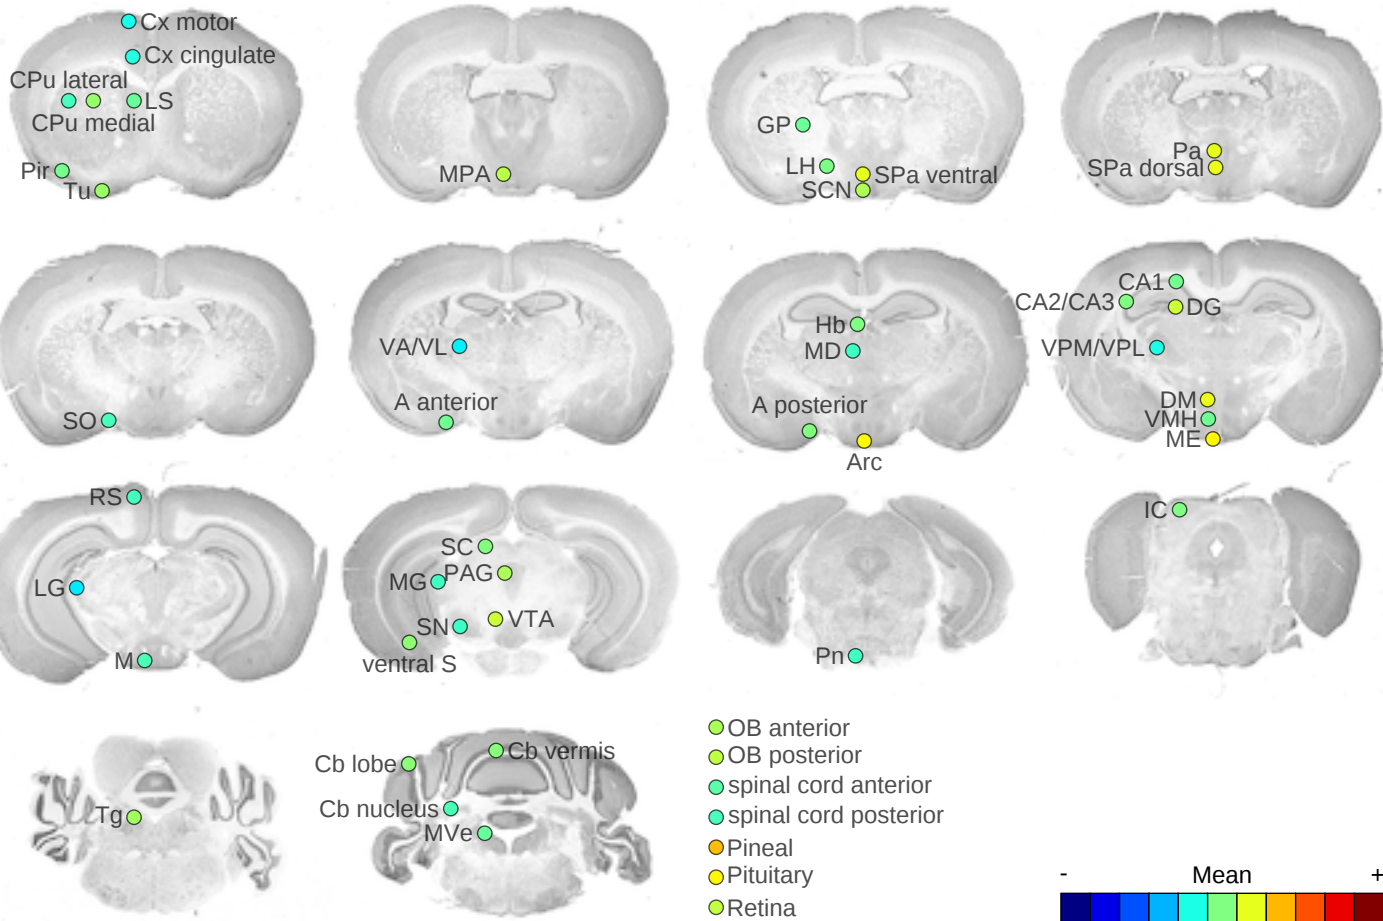 Cx motor
Cx cingulate
CPu lateral
LS
CPu medial
Pir
Tu
MPA
GP
LH
SPa ventral
SCN
Pa
SPa dorsal
SO
VA/VL
A anterior
Hb
MD
A posterior
Arc
CA1
CA2/CA3
DG
VPM/VPL
DM
VMH
ME
RS
LG
M
SC
MG
PAG
SN
VTA
ventral S
Pn
IC
Tg
Cb lobe
Cb vermis
Cb nucleus
MVe
OB anterior
OB posterior
spinal cord anterior
spinal cord posterior
Pineal
Pituitary
Retina
- Mean +